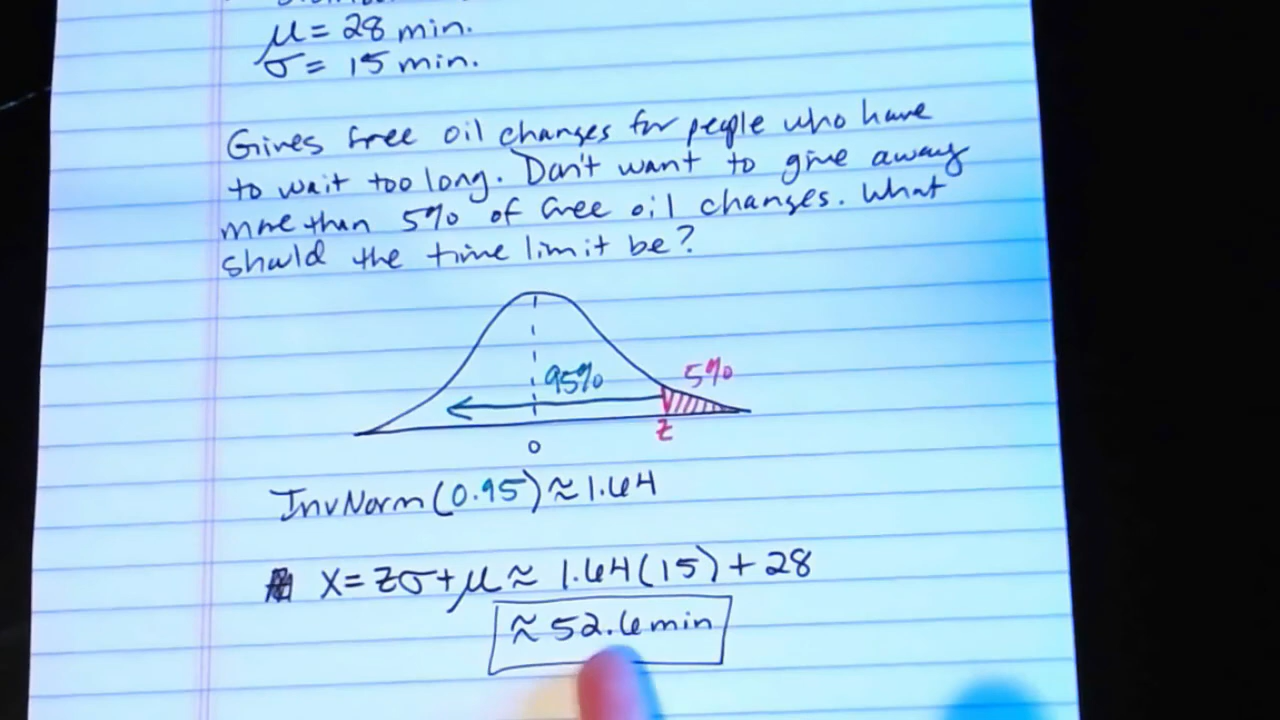 μ = 28 min.
σ = 15 min.
Gives free oil changes for people who have
to wait too long. Don't want to give away
more than 5% of free oil changes. What
should the time limit be?
95% 5%
z
0
InvNorm(0.95) ≈ 1.64
X = zσ+μ ≈ 1.64(15) + 28
≈ 52.6 min